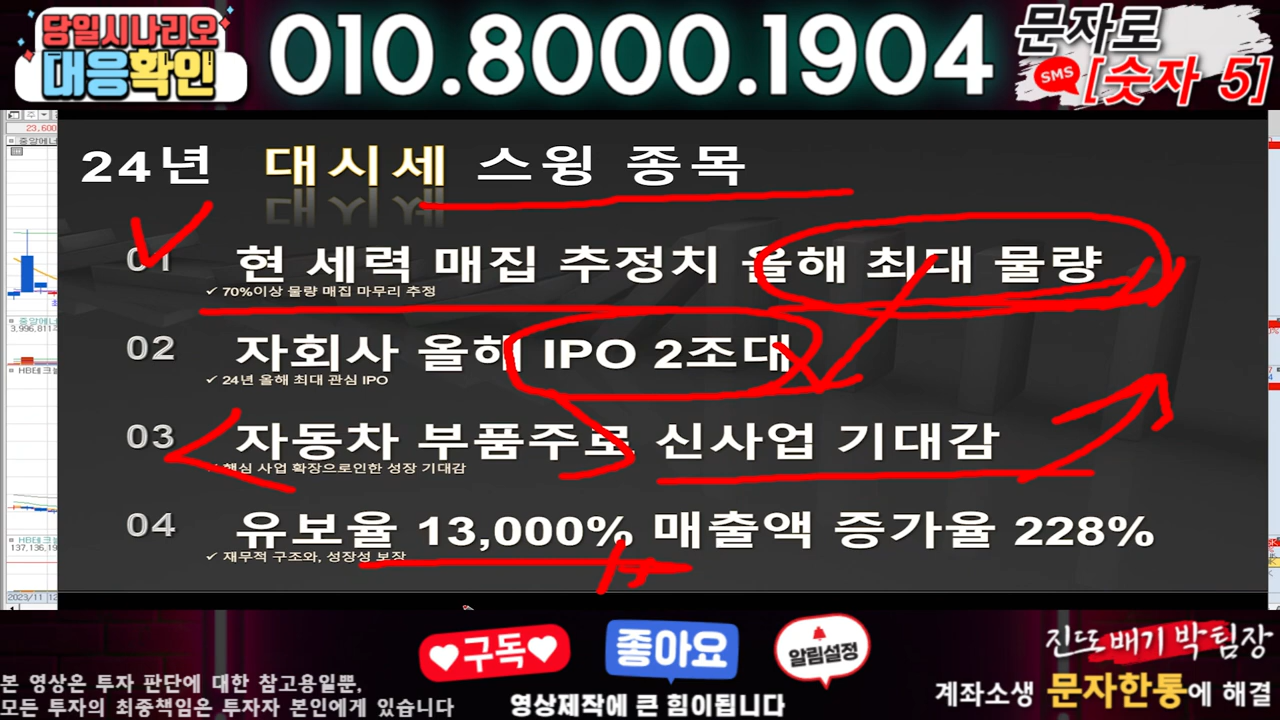 당일시나리오
대응확인
010.8000.1904
문자로
SMS
[숫자 5]
23,600
24년 대시세 스윙 종목
01 현 세력 매집 추정치 올해 최대 물량
✓ 70%이상 물량 매집 마무리 추정
02 자회사 올해 IPO 2조대
✓ 24년 올해 최대 관심 IPO
03 자동차 부품주로 신사업 기대감
핵심 사업 확장으로인한 성장 기대감
04 유보율 13,000% 매출액 증가율 228%
✓ 재무적 구조와, 성장성 보장
구독
좋아요
알림설정
진또배기 박팀장
본 영상은 투자 판단에 대한 참고용일뿐,
모든 투자의 최종책임은 투자자 본인에게 있습니다
영상제작에 큰 힘이됩니다
계좌소생 문자한통에 해결